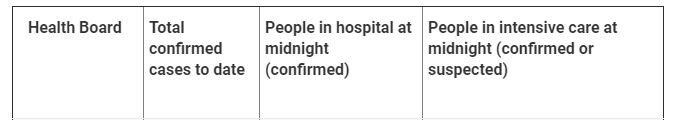 Health Board
Total
confirmed
cases to date
People in hospital at
midnight
(confirmed)
People in intensive care at
midnight (confirmed or
suspected)